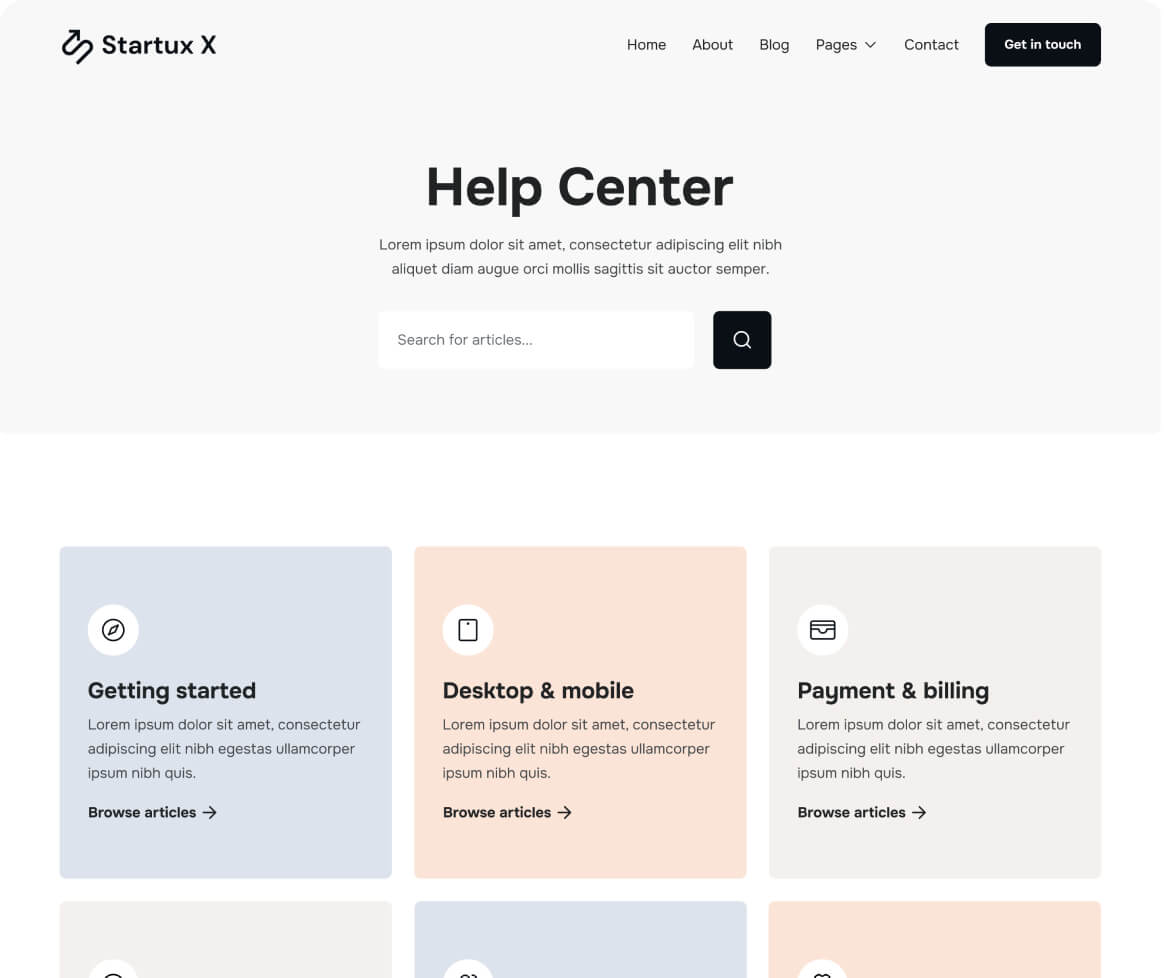 Startux X
Home About Blog Pages Contact Get in touch
Help Center
Lorem ipsum dolor sit amet, consectetur adipiscing elit nibh
aliquet diam augue orci mollis sagittis sit auctor semper.
Search for articles...
Getting started
Lorem ipsum dolor sit amet, consectetur
adipiscing elit nibh egestas ullamcorper
ipsum nibh quis.
Browse articles
Desktop & mobile
Lorem ipsum dolor sit amet, consectetur
adipiscing elit nibh egestas ullamcorper
ipsum nibh quis.
Browse articles
Payment & billing
Lorem ipsum dolor sit amet, consectetur
adipiscing elit nibh egestas ullamcorper
ipsum nibh quis.
Browse articles